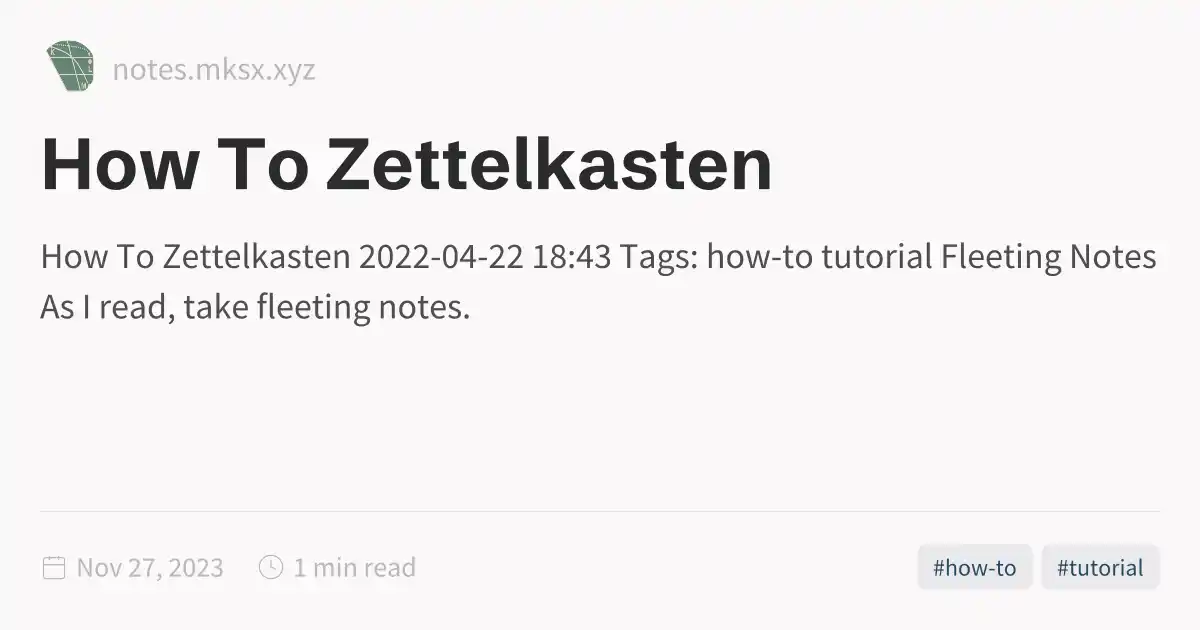 notes.mksx.xyz
How To Zettelkasten
How To Zettelkasten 2022-04-22 18:43 Tags: how-to tutorial Fleeting Notes
As I read, take fleeting notes.
Nov 27, 2023 1 min read #how-to #tutorial